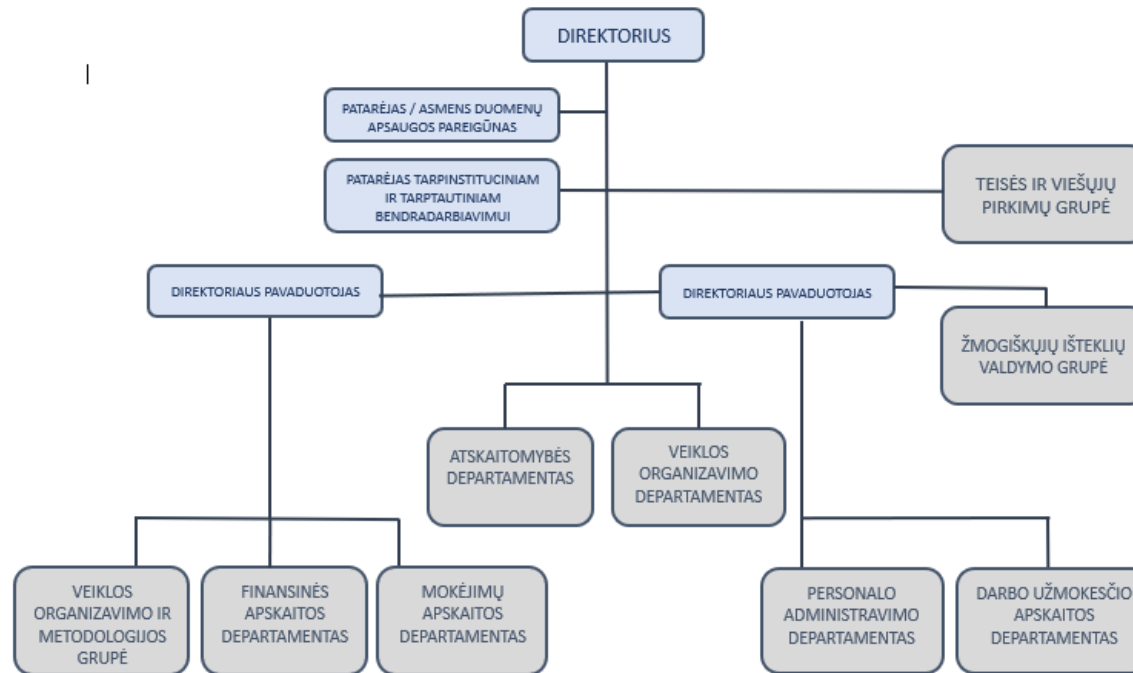 DIREKTORIUS
PATARĖJAS / ASMENS DUOMENŲ
APSAUGOS PAREIGŪNAS
PATARĖJAS TARPINSTITUCINIAM
IR TARPTAUTINIAM
BENDRADARBIAVIMUI
TEISĖS IR VIEŠŲJŲ
PIRKIMŲ GRUPĖ
DIREKTORIAUS PAVADUOTOJAS
DIREKTORIAUS PAVADUOTOJAS
ŽMOGIŠKŲJŲ IŠTEKLIŲ
VALDYMO GRUPĖ
ATSKAITOMYBĖS
DEPARTAMENTAS
VEIKLOS
ORGANIZAVIMO
DEPARTAMENTAS
VEIKLOS
ORGANIZAVIMO IR
METODOLOGIJOS
GRUPĖ
FINANSINĖS
APSKAITOS
DEPARTAMENTAS
MOKĖJIMŲ
APSKAITOS
DEPARTAMENTAS
PERSONALO
ADMINISTRAVIMO
DEPARTAMENTAS
DARBO UŽMOKESČIO
APSKAITOS
DEPARTAMENTAS